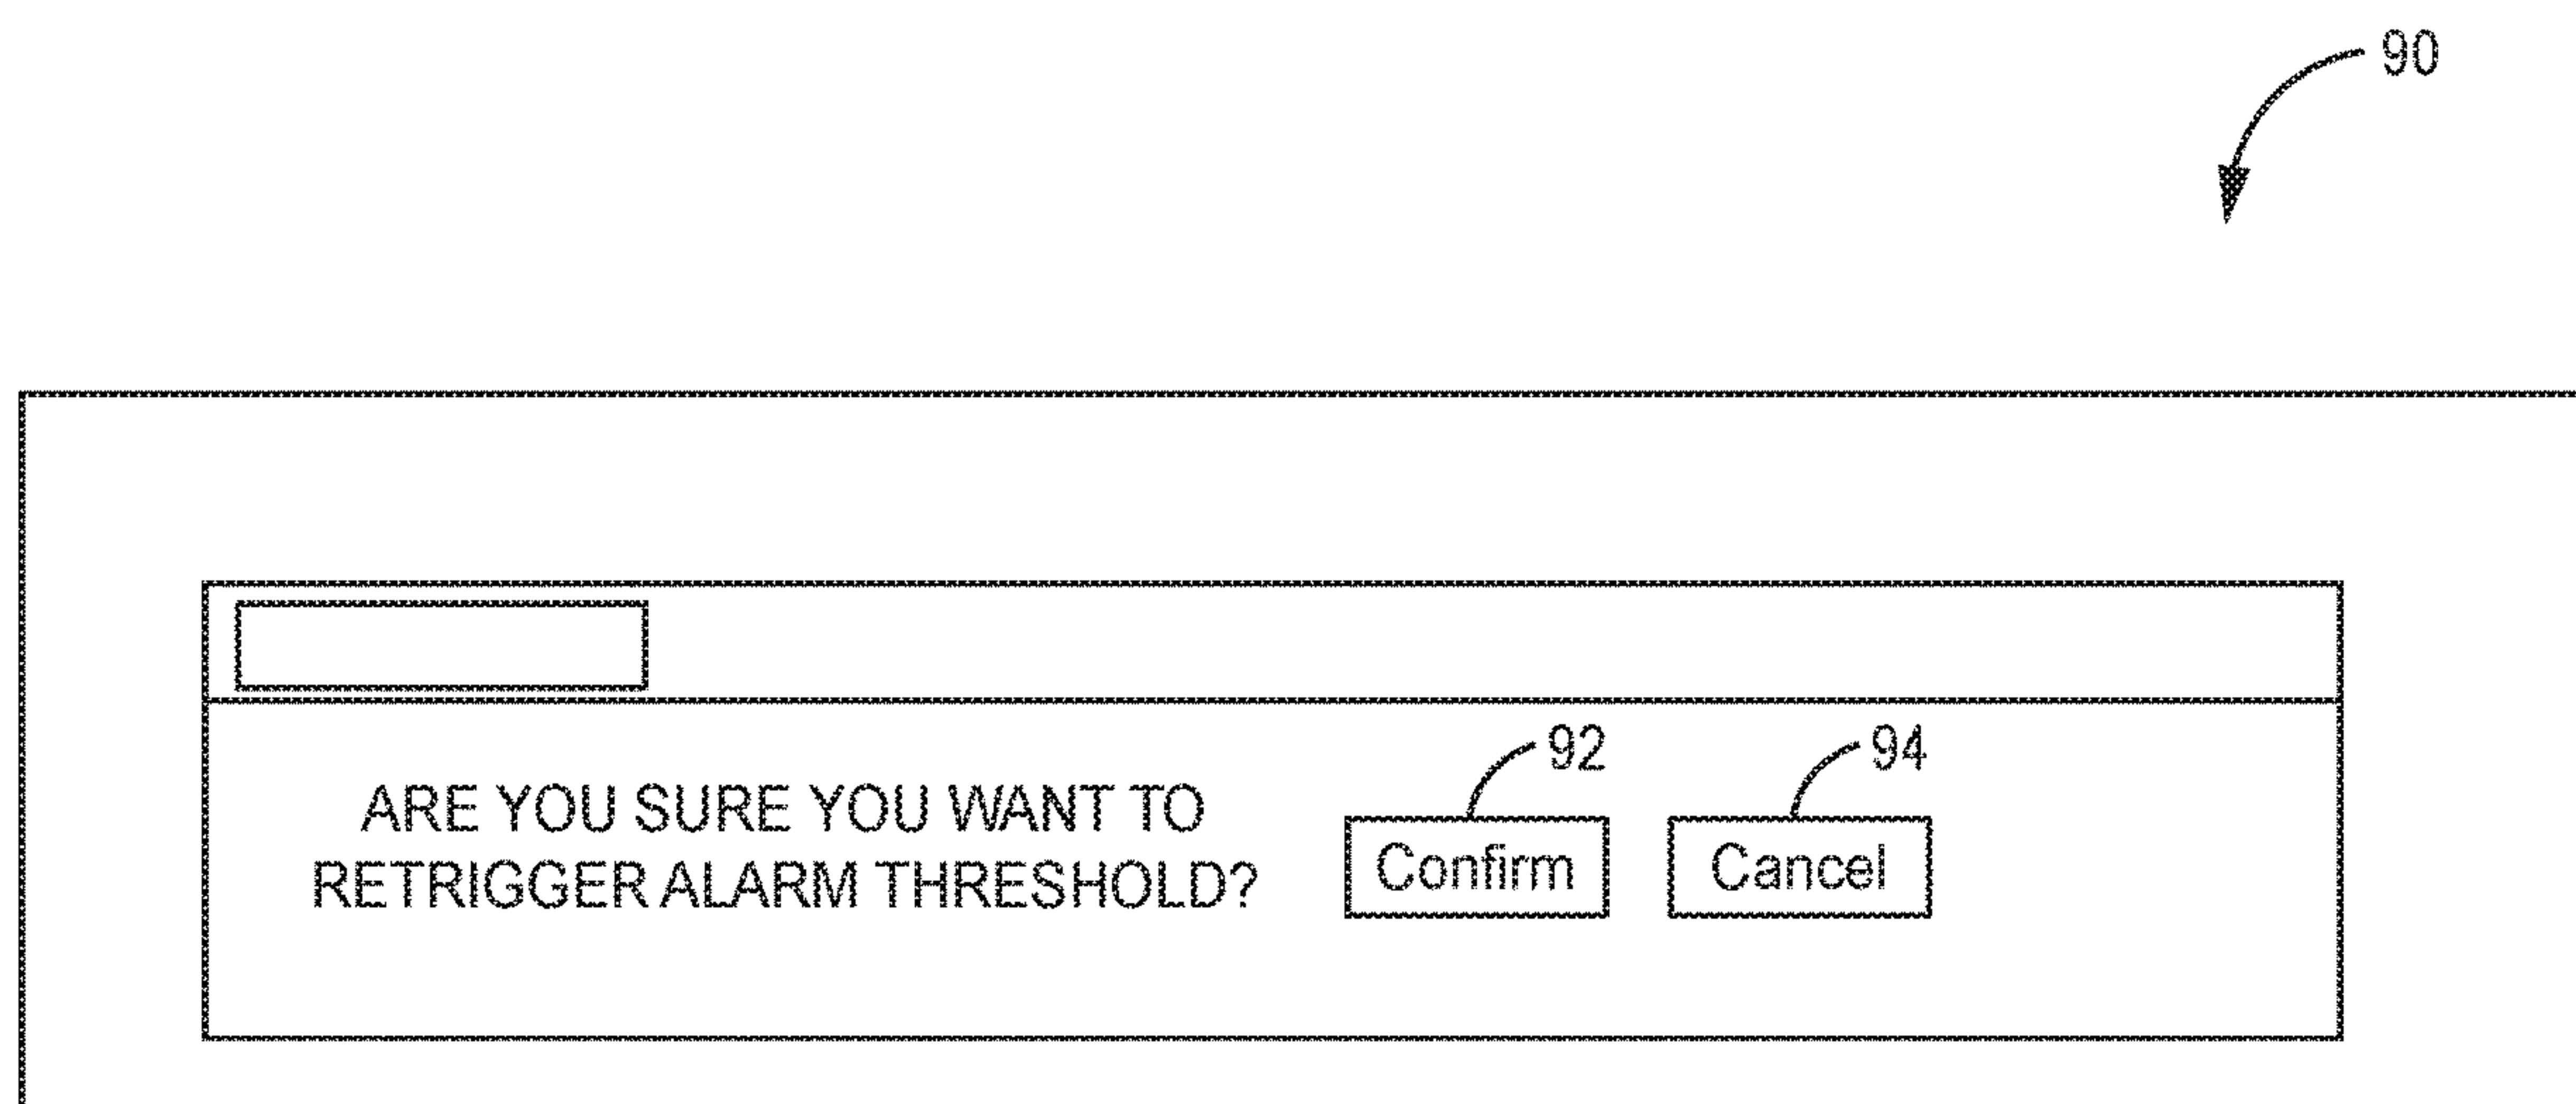 90
92
94
ARE YOU SURE YOU WANT TO
RETRIGGER ALARM THRESHOLD?
Confirm
Cancel